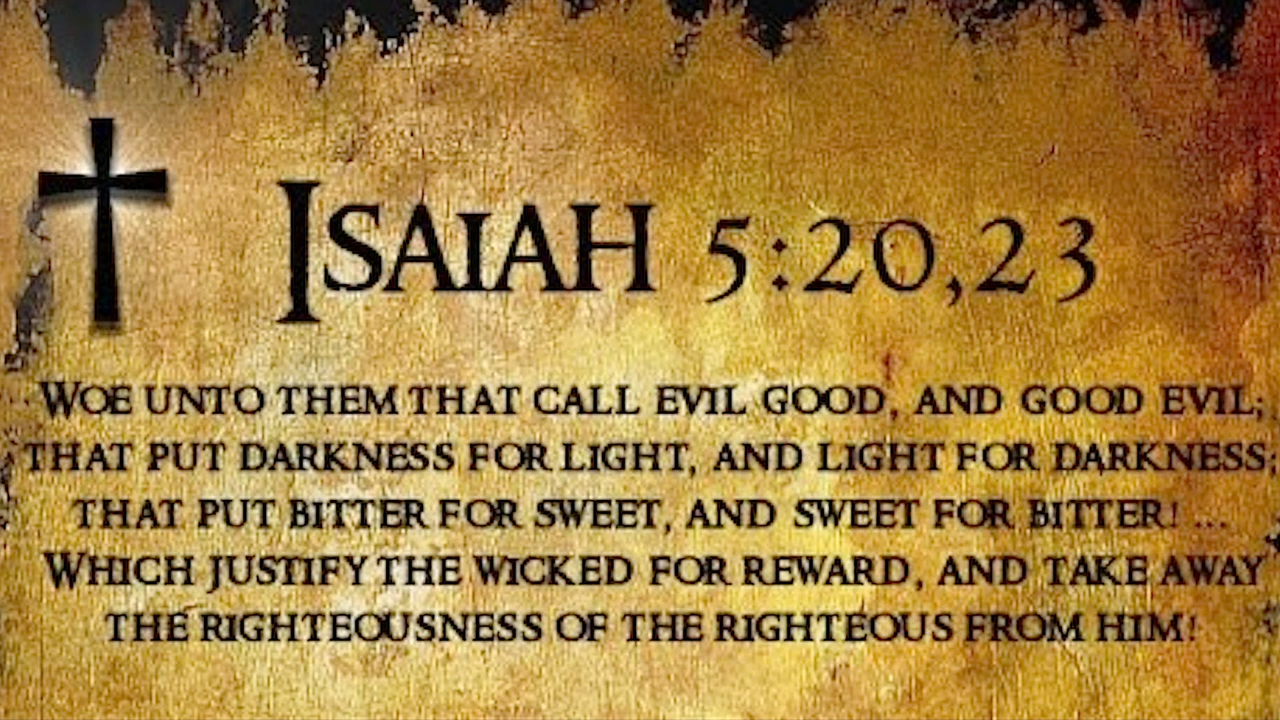 Isaiah 5:20,23
Woe unto them that call evil good, and good evil;
that put darkness for light, and light for darkness;
that put bitter for sweet, and sweet for bitter! ...
Which justify the wicked for reward, and take away
the righteousness of the righteous from him!